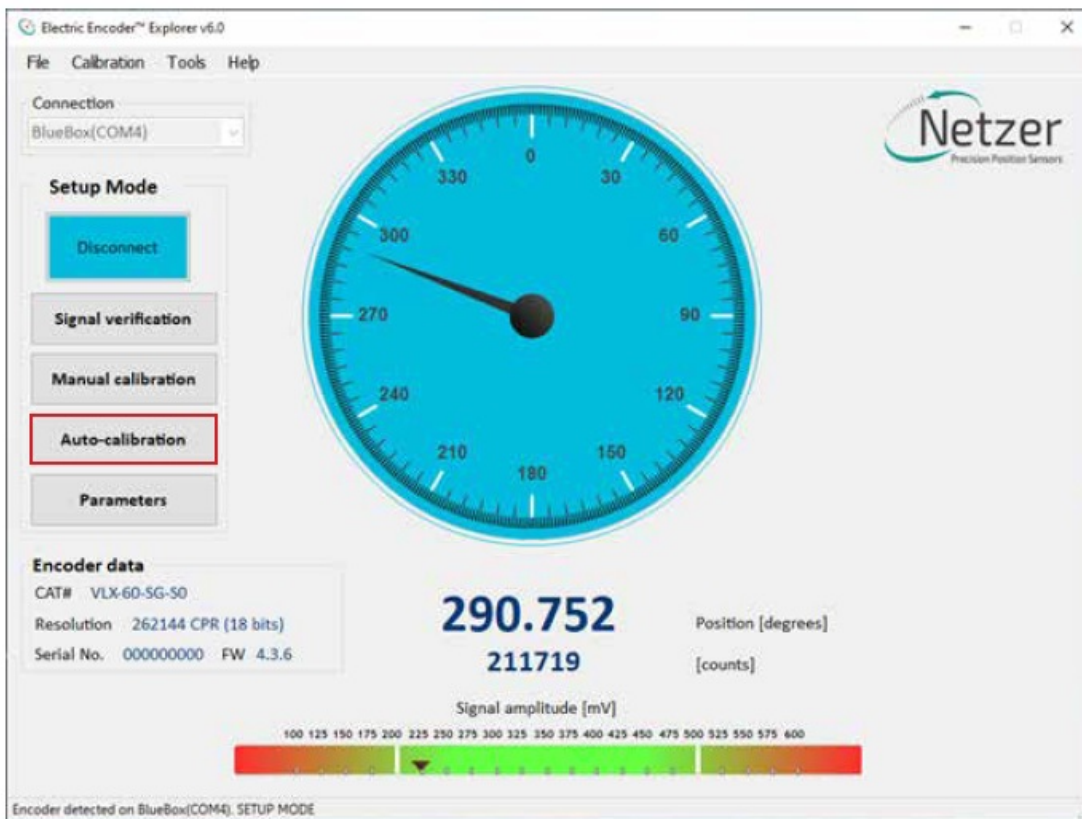 Electric Encoder™ Explorer v6.0
File Calibration Tools Help
Connection
BlueBox(COM4)
Setup Mode
Disconnect
Signal verification
Manual calibration
Auto-calibration
Parameters
Netzer
Precision Position Sensors
0
30
60
90
120
150
180
210
240
270
300
330
Encoder data
CAT# VLX-60-SG-S0
Resolution 262144 CPR (18 bits)
Serial No. 000000000 FW 4.3.6
290.752 Position [degrees]
211719 [counts]
Signal amplitude [mV]
100 125 150 175 200 225 250 275 300 325 350 375 400 425 450 475 500 525 550 575 600
Encoder detected on BlueBox(COM4). SETUP MODE